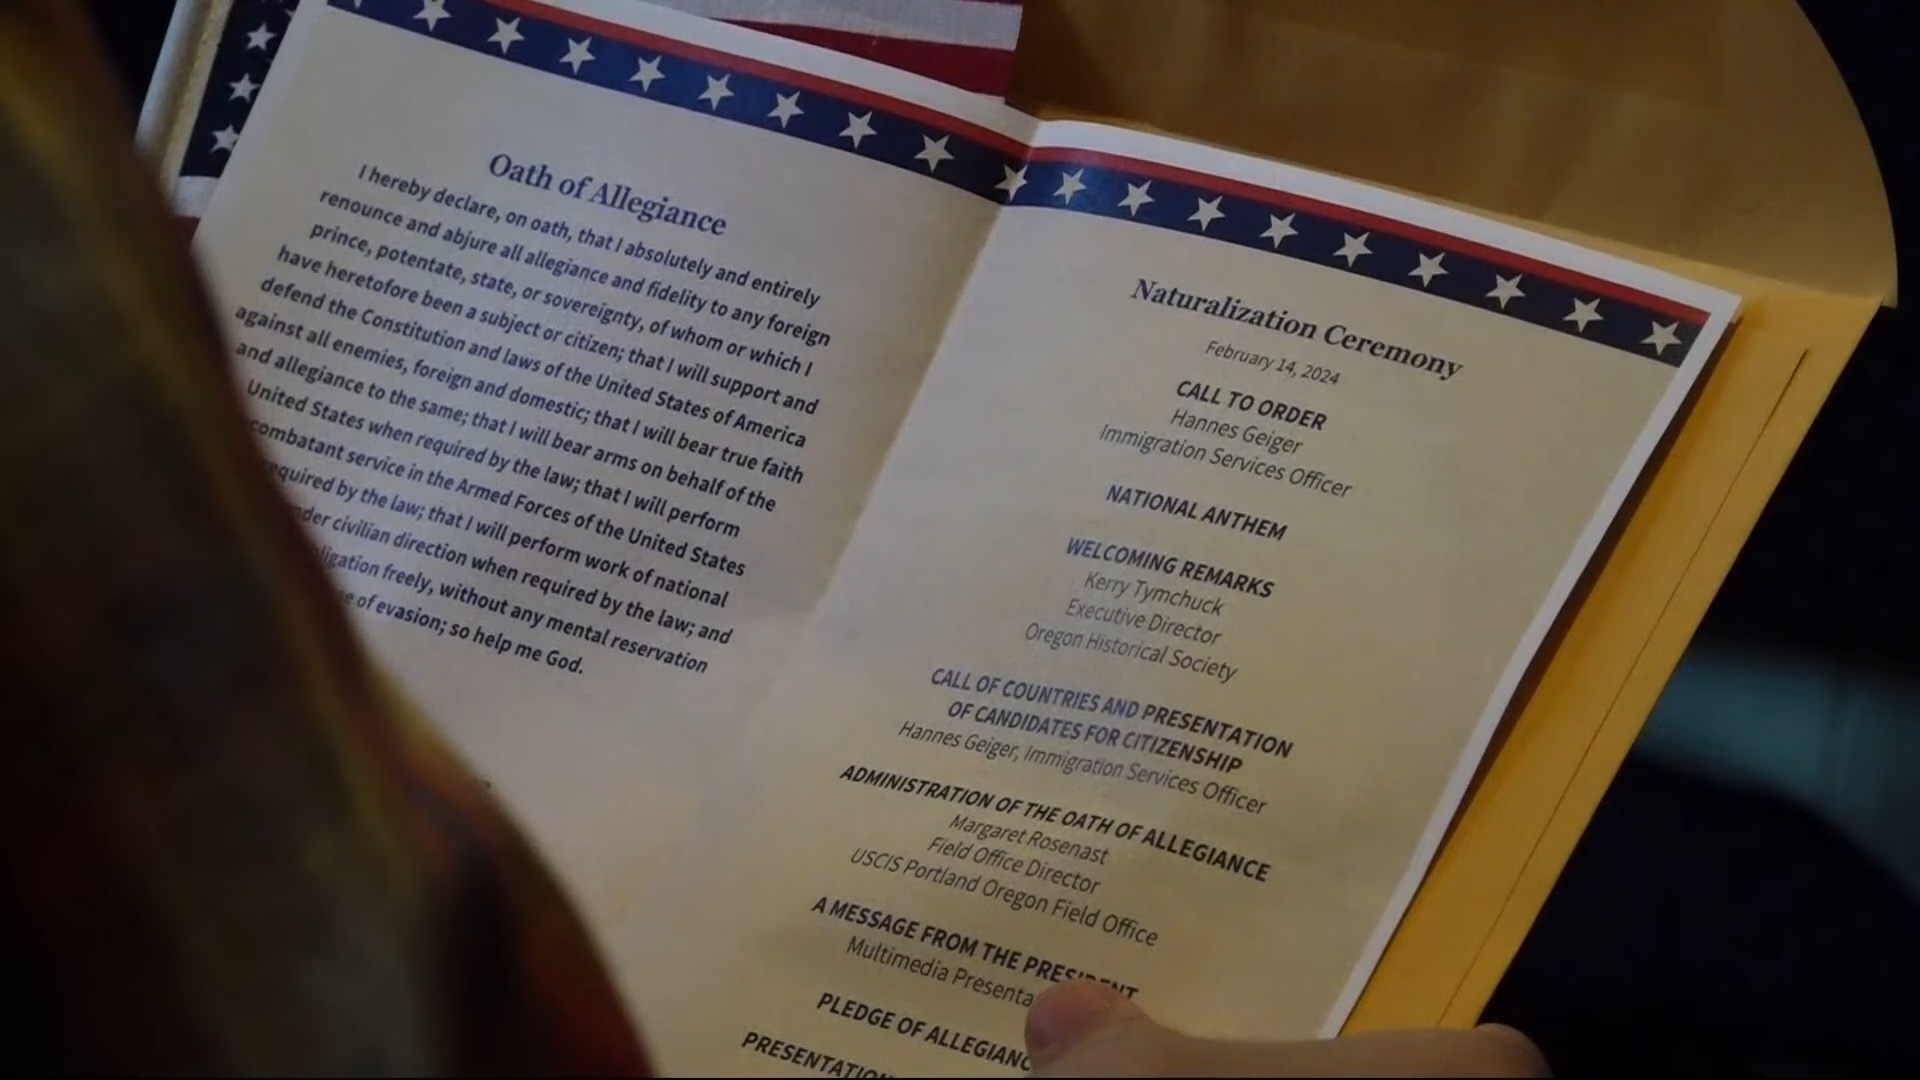 Oath of Allegiance
I hereby declare, on oath, that I absolutely and entirely
renounce and abjure all allegiance and fidelity to any foreign
prince, potentate, state, or sovereignty, of whom or which I
have heretofore been a subject or citizen; that I will support and
defend the Constitution and laws of the United States of America
against all enemies, foreign and domestic; that I will bear true faith
and allegiance to the same; that I will bear arms on behalf of the
United States when required by the law; that I will perform
combatant service in the Armed Forces of the United States
required by the law; that I will perform work of national
civilian direction when required by the law; and
freely, without any mental reservation
of evasion; so help me God.
Naturalization Ceremony
February 14, 2024
CALL TO ORDER
Hannes Geiger
Immigration Services Officer
NATIONAL ANTHEM
WELCOMING REMARKS
Kerry Tymchuck
Executive Director
Oregon Historical Society
CALL OF COUNTRIES AND PRESENTATION
OF CANDIDATES FOR CITIZENSHIP
Hannes Geiger, Immigration Services Officer
ADMINISTRATION OF THE OATH OF ALLEGIANCE
Margaret Rosenast
Field Office Director
USCIS Portland Oregon Field Office
A MESSAGE FROM THE PRESIDENT
Multimedia
PLEDGE OF